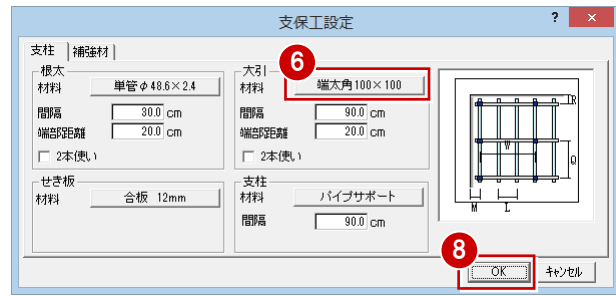 支保工設定
? ×
支柱 補強材
根太
材料 単管φ48.6×2.4
間隔 30.0 cm
端部距離 20.0 cm
2本使い
大引
6
材料 端太角100×100
間隔 90.0 cm
端部距離 20.0 cm
2本使い
せき板
材料 合板 12mm
支柱
材料 パイプサポート
間隔 90.0 cm
R
W
Q
M L
8
OK キャンセル